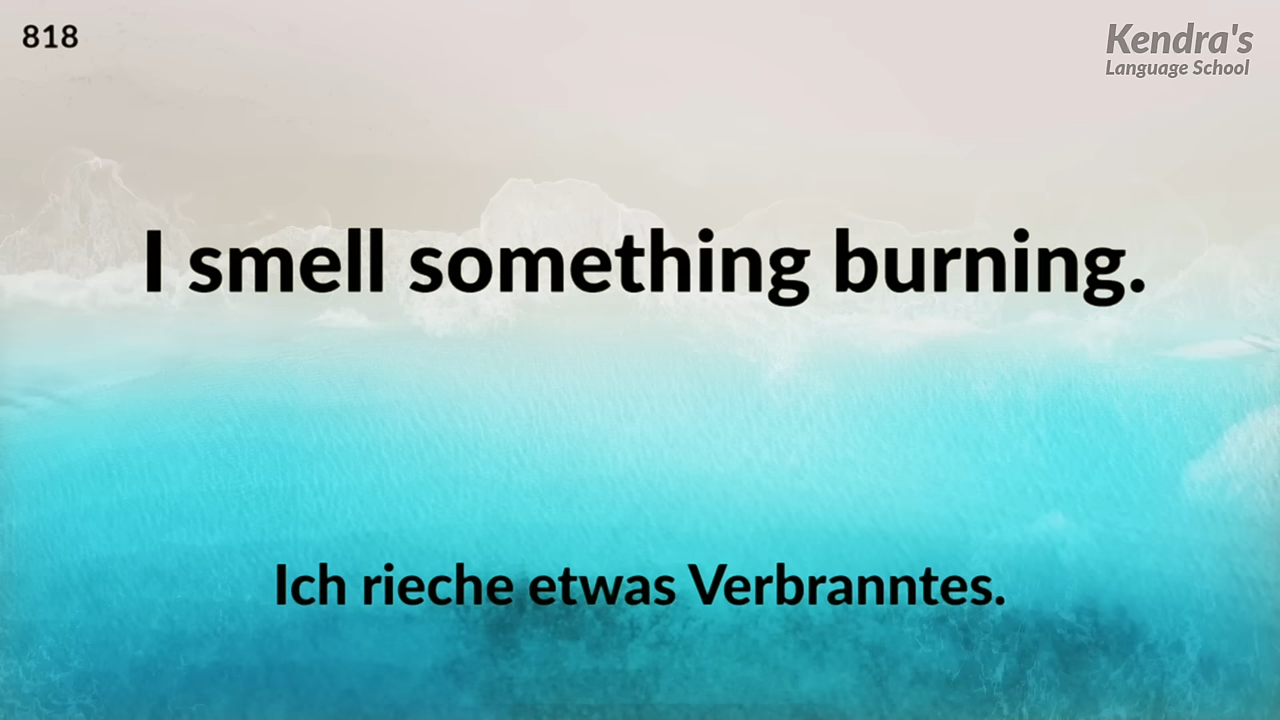 818
Kendra's
Language School
I smell something burning.
Ich rieche etwas Verbranntes.